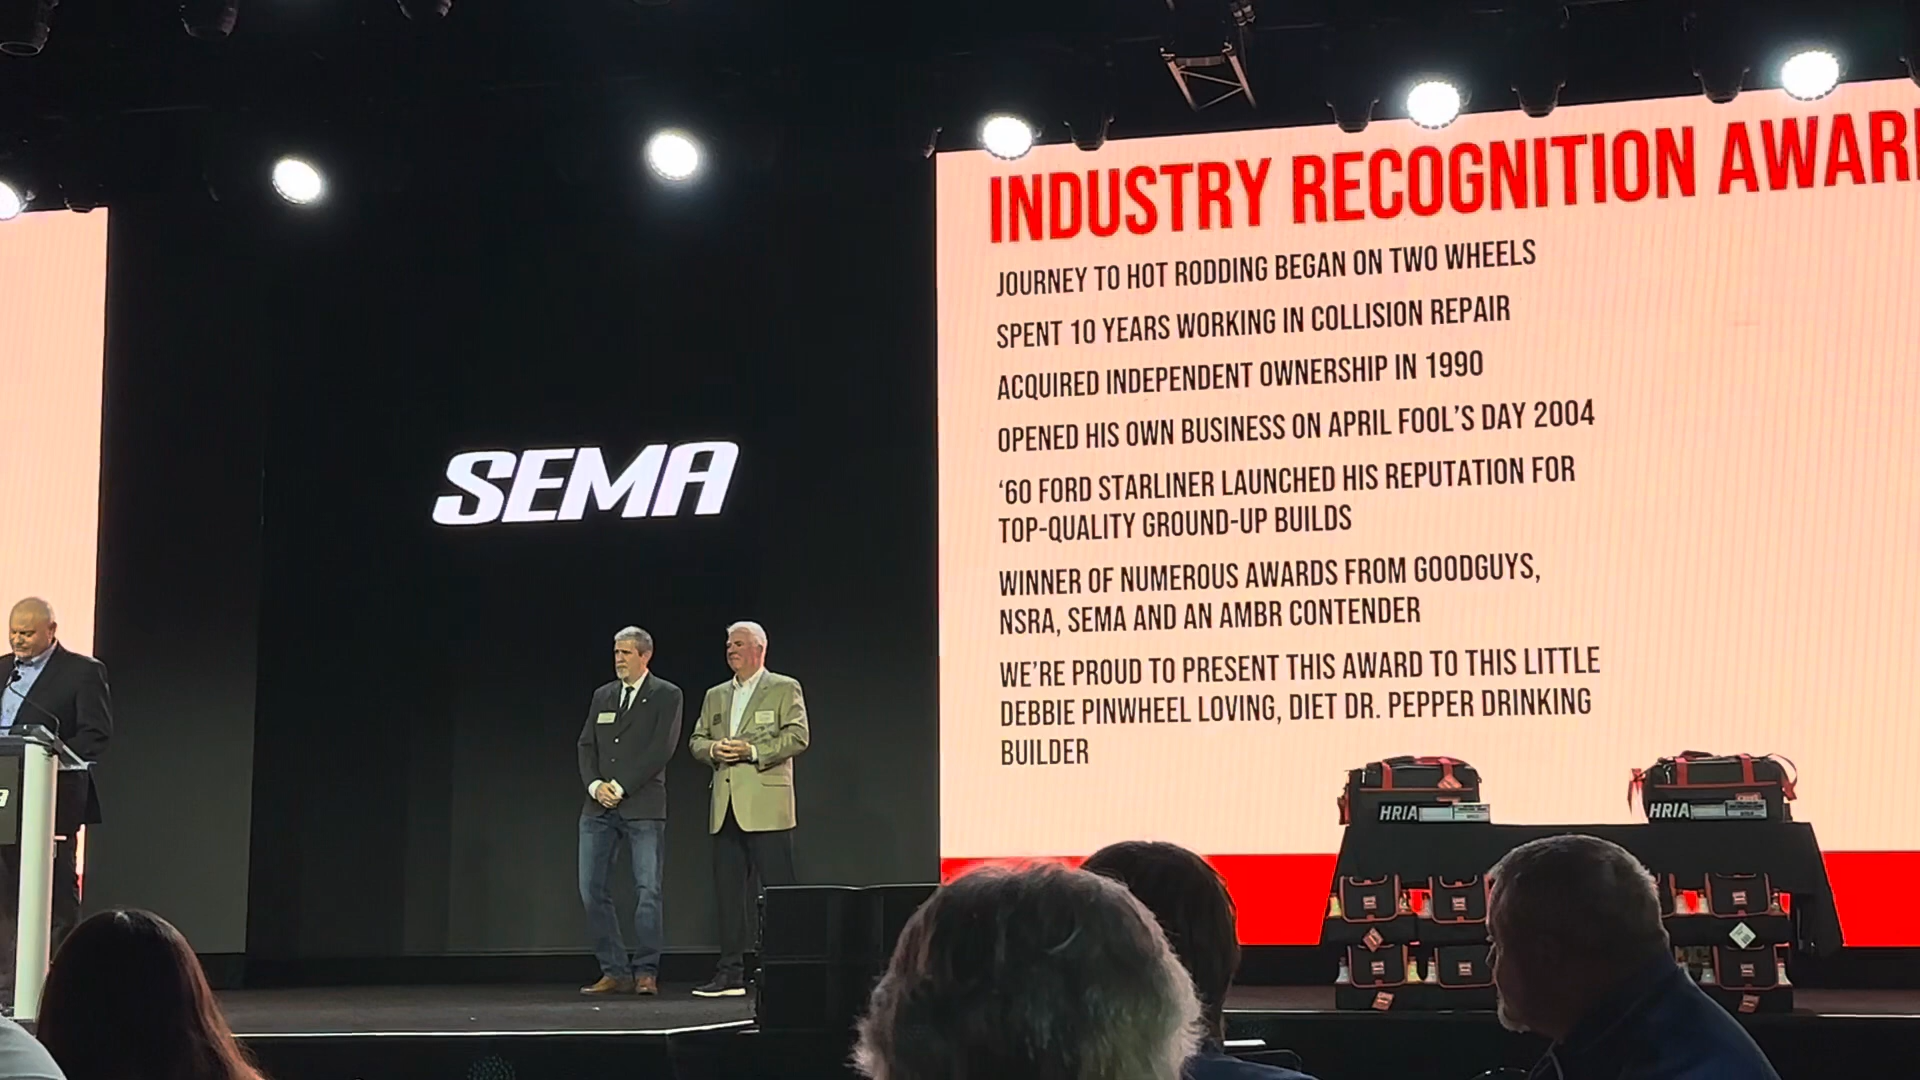 SEMA
INDUSTRY RECOGNITION AWAR
JOURNEY TO HOT RODDING BEGAN ON TWO WHEELS
SPENT 10 YEARS WORKING IN COLLISION REPAIR
ACQUIRED INDEPENDENT OWNERSHIP IN 1990
OPENED HIS OWN BUSINESS ON APRIL FOOL'S DAY 2004
‘60 FORD STARLINER LAUNCHED HIS REPUTATION FOR
TOP-QUALITY GROUND-UP BUILDS
WINNER OF NUMEROUS AWARDS FROM GOODGUYS,
NSRA, SEMA AND AN AMBR CONTENDER
WE'RE PROUD TO PRESENT THIS AWARD TO THIS LITTLE
DEBBIE PINWHEEL LOVING, DIET DR. PEPPER DRINKING
BUILDER
HRIA
HRIA